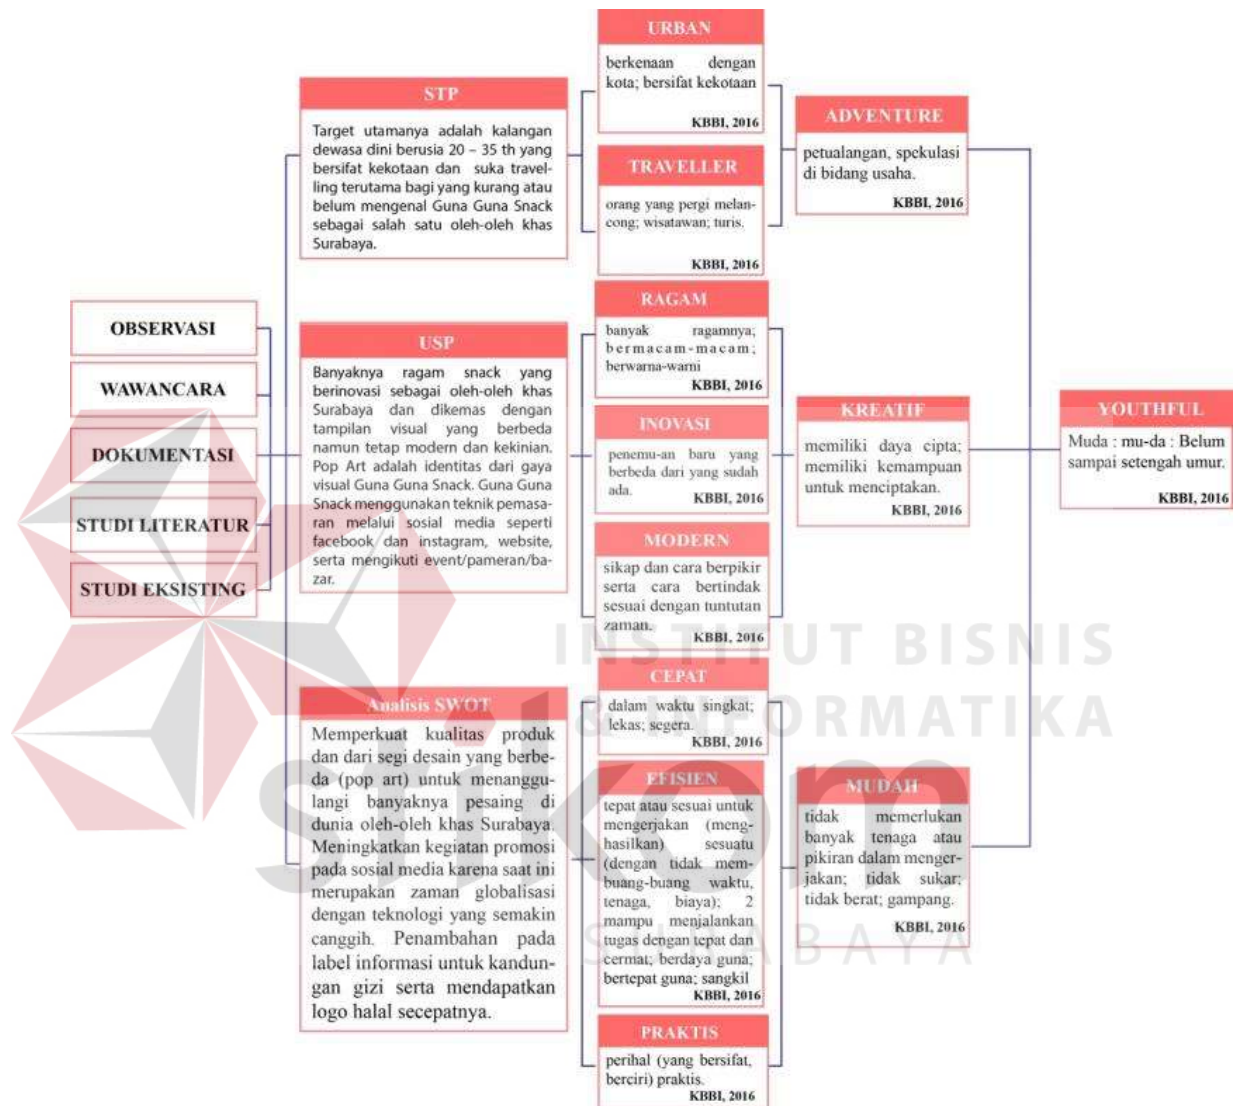 OBSERVASI
WAWANCARA
DOKUMENTASI
STUDI LITERATUR
STUDI EKSISTING
STP
Target utamanya adalah kalangan
dewasa dini berusia 20 – 35 th yang
bersifat kekotaan dan suka travel-
ling terutama bagi yang kurang atau
belum mengenal Guna Guna Snack
sebagai salah satu oleh-oleh khas
Surabaya.
USP
Banyaknya ragam snack yang
berinovasi sebagai oleh-oleh khas
Surabaya dan dikemas dengan
tampilan visual yang berbeda
namun tetap modern dan kekinian.
Pop Art adalah identitas dari gaya
visual Guna Guna Snack. Guna Guna
Snack menggunakan teknik pemasa-
ran melalui sosial media seperti
facebook dan instagram, website,
serta mengikuti event/pameran/ba-
zar.
Analisis SWOT
Memperkuat kualitas produk
dan dari segi desain yang berbe-
da (pop art) untuk menanggu-
langi banyaknya pesaing di
dunia oleh-oleh khas Surabaya.
Meningkatkan kegiatan promosi
pada sosial media karena saat ini
merupakan zaman globalisasi
dengan teknologi yang semakin
canggih. Penambahan pada
label informasi untuk kandun-
gan gizi serta mendapatkan
logo halal secepatnya.
URBAN
berkenaan dengan
kota; bersifat kekotaan
KBBI, 2016
TRAVELLER
orang yang pergi melan-
cong; wisatawan; turis.
KBBI, 2016
RAGAM
banyak ragamnya;
bermacam-macam;
berwarna-warni
KBBI, 2016
INOVASI
penemu-an baru yang
berbeda dari yang sudah
ada.
KBBI, 2016
MODERN
sikap dan cara berpikir
serta cara bertindak
sesuai dengan tuntutan
zaman.
KBBI, 2016
CEPAT
dalam waktu singkat;
lekas; segera.
KBBI, 2016
EFISIEN
tepat atau sesuai untuk
mengerjakan (meng-
hasilkan) sesuatu
(dengan tidak mem-
buang-buang waktu,
tenaga, biaya); 2
mampu menjalankan
tugas dengan tepat dan
cermat; berdaya guna;
bertepat guna; sangkil
KBBI, 2016
PRAKTIS
perihal (yang bersifat,
berciri) praktis.
KBBI, 2016
ADVENTURE
petualangan, spekulasi
di bidang usaha.
KBBI, 2016
KREATIF
memiliki daya cipta;
memiliki kemampuan
untuk menciptakan.
KBBI, 2016
MUDAH
tidak memerlukan
banyak tenaga atau
pikiran dalam menger-
jakan; tidak sukar;
tidak berat; gampang.
KBBI, 2016
YOUTHFUL
Muda : mu-da : Belum
sampai setengah umur.
KBBI, 2016
INSTITUT BISNIS
& INFORMATIKA
stikom
SURABAYA